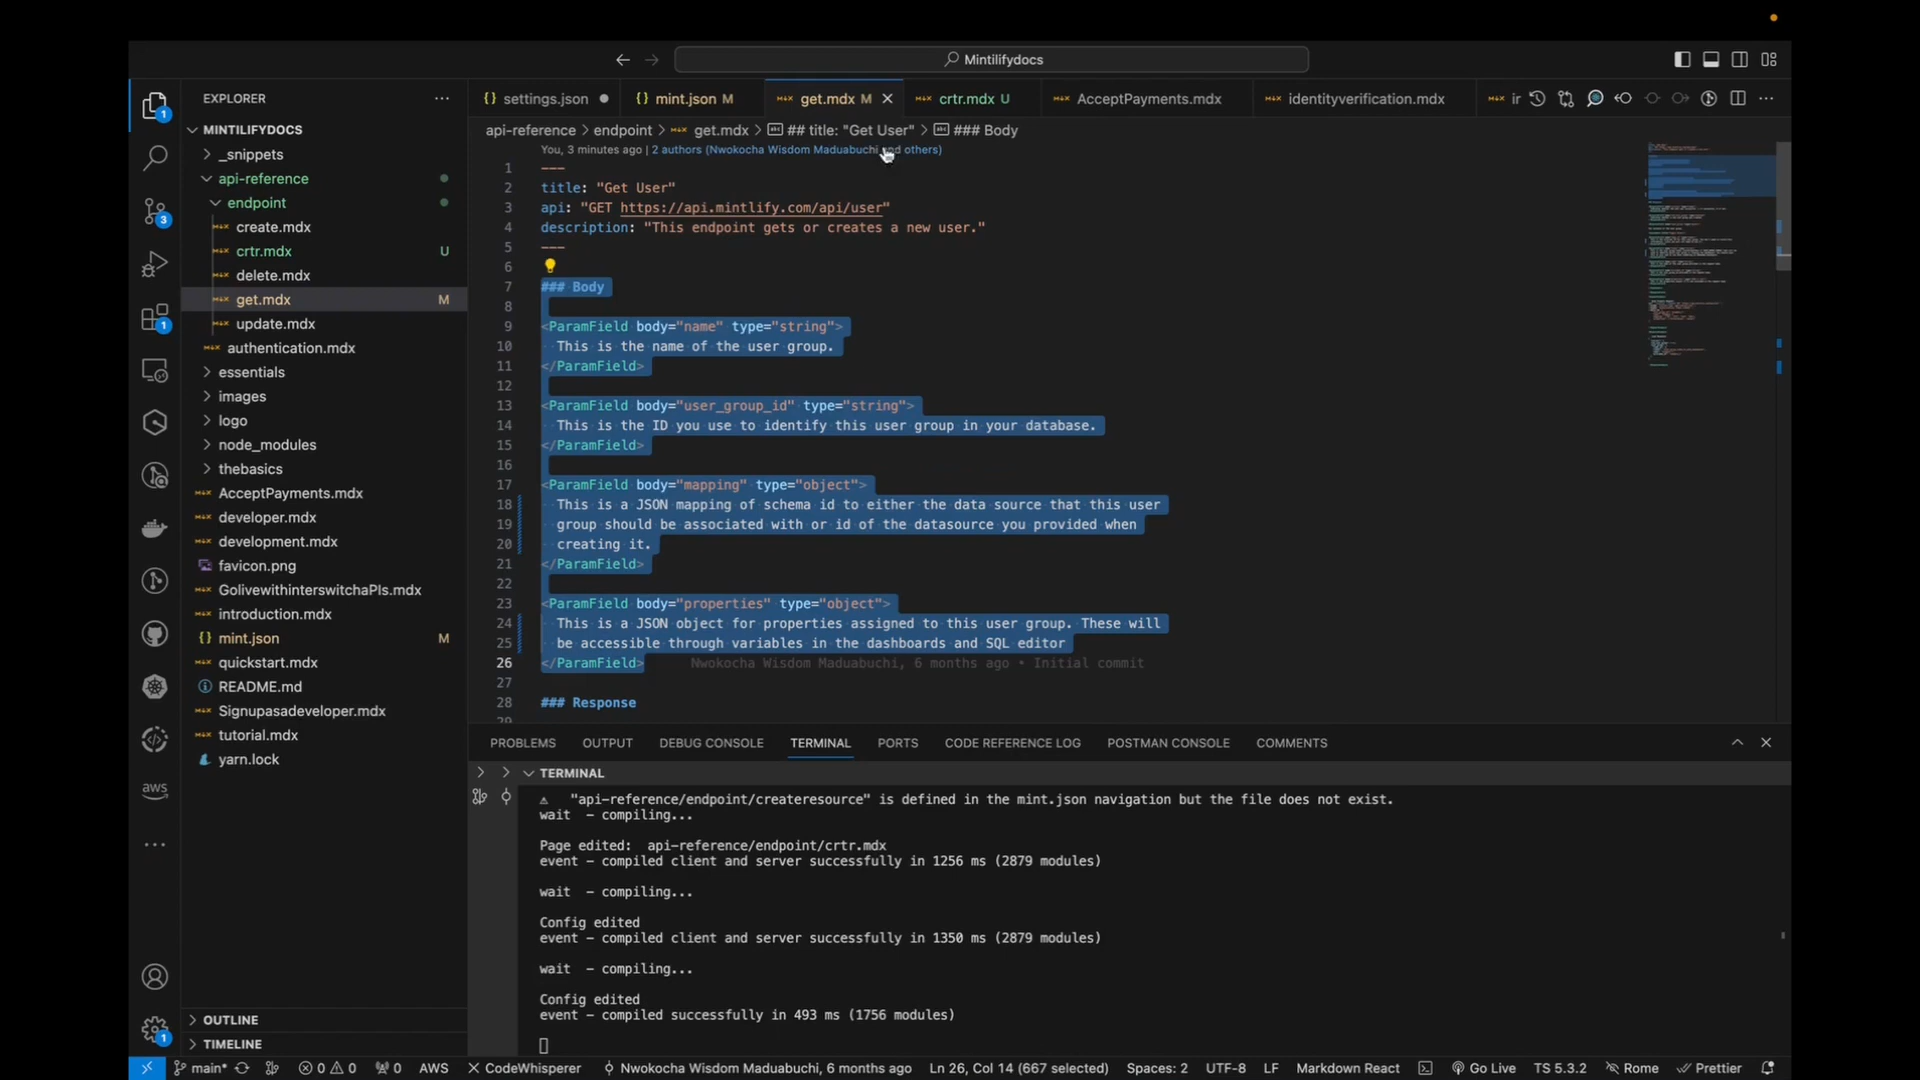 Mintilifydocs
EXPLORER
settings.json
mint.json M
get.mdx M
crtr.mdx U
AcceptPayments.mdx
identityverification.mdx
ir
MINTILIFYDOCS
_snippets
api-reference
endpoint
create.mdx
crtr.mdx U
delete.mdx
get.mdx M
update.mdx
authentication.mdx
essentials
images
logo
node_modules
thebasics
AcceptPayments.mdx
developer.mdx
development.mdx
favicon.png
GolivewithinterswitchaPIs.mdx
introduction.mdx
mint.json M
quickstart.mdx
README.md
Signupasadeveloper.mdx
tutorial.mdx
yarn.lock
OUTLINE
TIMELINE
api-reference > endpoint > get.mdx > ## title: "Get User" > ### Body
You, 3 minutes ago | 2 authors (Nwokocha Wisdom Maduabuchi and others)
1 ---
2 title: "Get User"
3 api: "GET https://api.mintlify.com/api/user"
4 description: "This endpoint gets or creates a new user."
5 ---
6
7 ### Body
8
9 <ParamField body="name" type="string">
10 This is the name of the user group.
11 </ParamField>
12
13 <ParamField body="user_group_id" type="string">
14 This is the ID you use to identify this user group in your database.
15 </ParamField>
16
17 <ParamField body="mapping" type="object">
18 This is a JSON mapping of schema id to either the data source that this user
19 group should be associated with or id of the datasource you provided when
20 creating it.
21 </ParamField>
22
23 <ParamField body="properties" type="object">
24 This is a JSON object for properties assigned to this user group. These will
25 be accessible through variables in the dashboards and SQL editor
26 </ParamField> Nwokocha Wisdom Maduabuchi, 6 months ago • Initial commit
27
28 ### Response
29
PROBLEMS OUTPUT DEBUG CONSOLE TERMINAL PORTS CODE REFERENCE LOG POSTMAN CONSOLE COMMENTS
TERMINAL
⚠ "api-reference/endpoint/createresource" is defined in the mint.json navigation but the file does not exist.
wait - compiling...
Page edited: api-reference/endpoint/crtr.mdx
event - compiled client and server successfully in 1256 ms (2879 modules)
wait - compiling...
Config edited
event - compiled client and server successfully in 1350 ms (2879 modules)
wait - compiling...
Config edited
event - compiled successfully in 493 ms (1756 modules)
aws
main* 0 0 0 AWS CodeWhisperer Nwokocha Wisdom Maduabuchi, 6 months ago Ln 26, Col 14 (667 selected) Spaces: 2 UTF-8 LF Markdown React Go Live TS 5.3.2 Rome Prettier